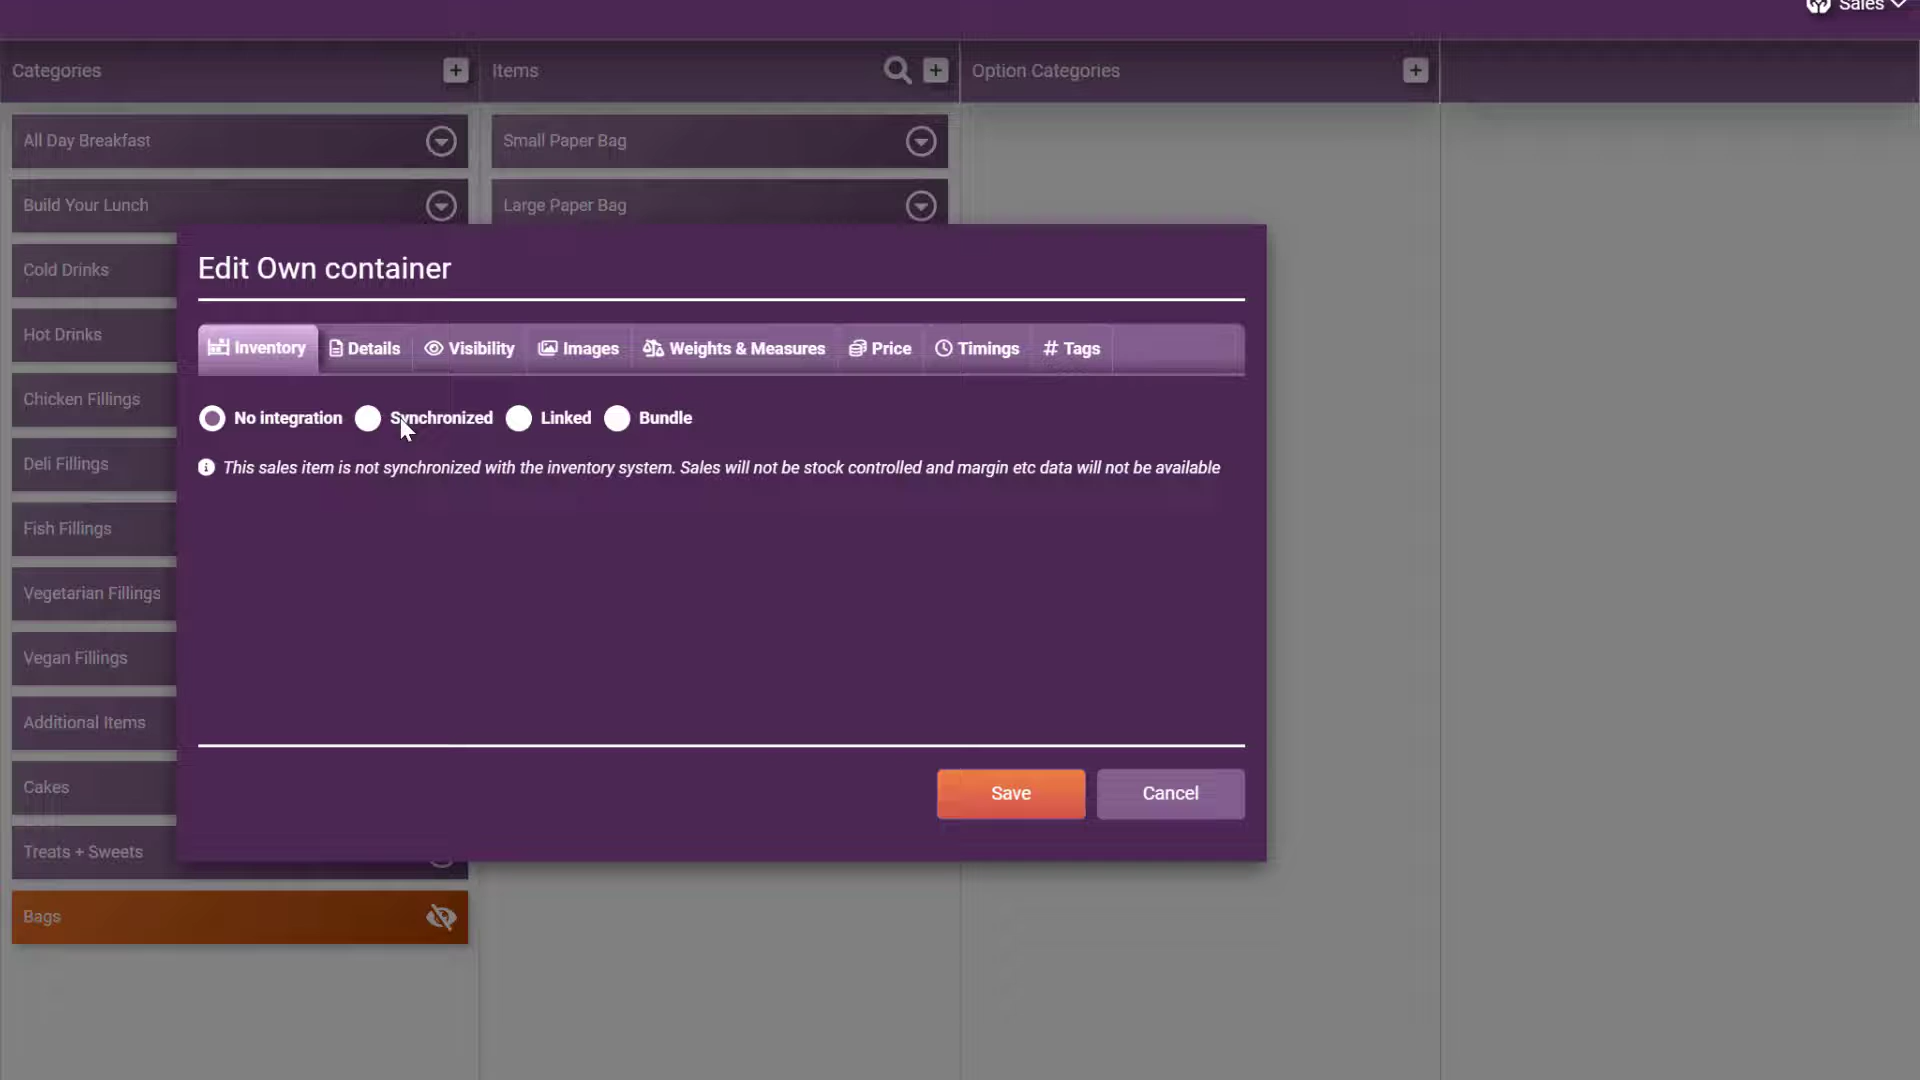 Sales
Categories
Items
Option Categories
All Day Breakfast
Small Paper Bag
Build Your Lunch
Large Paper Bag
Cold Drinks
Hot Drinks
Chicken Fillings
Deli Fillings
Fish Fillings
Vegetarian Fillings
Vegan Fillings
Additional Items
Cakes
Treats + Sweets
Bags
Edit Own container
Inventory Details Visibility Images Weights & Measures Price Timings # Tags
No integration Synchronized Linked Bundle
This sales item is not synchronized with the inventory system. Sales will not be stock controlled and margin etc data will not be available
Save Cancel